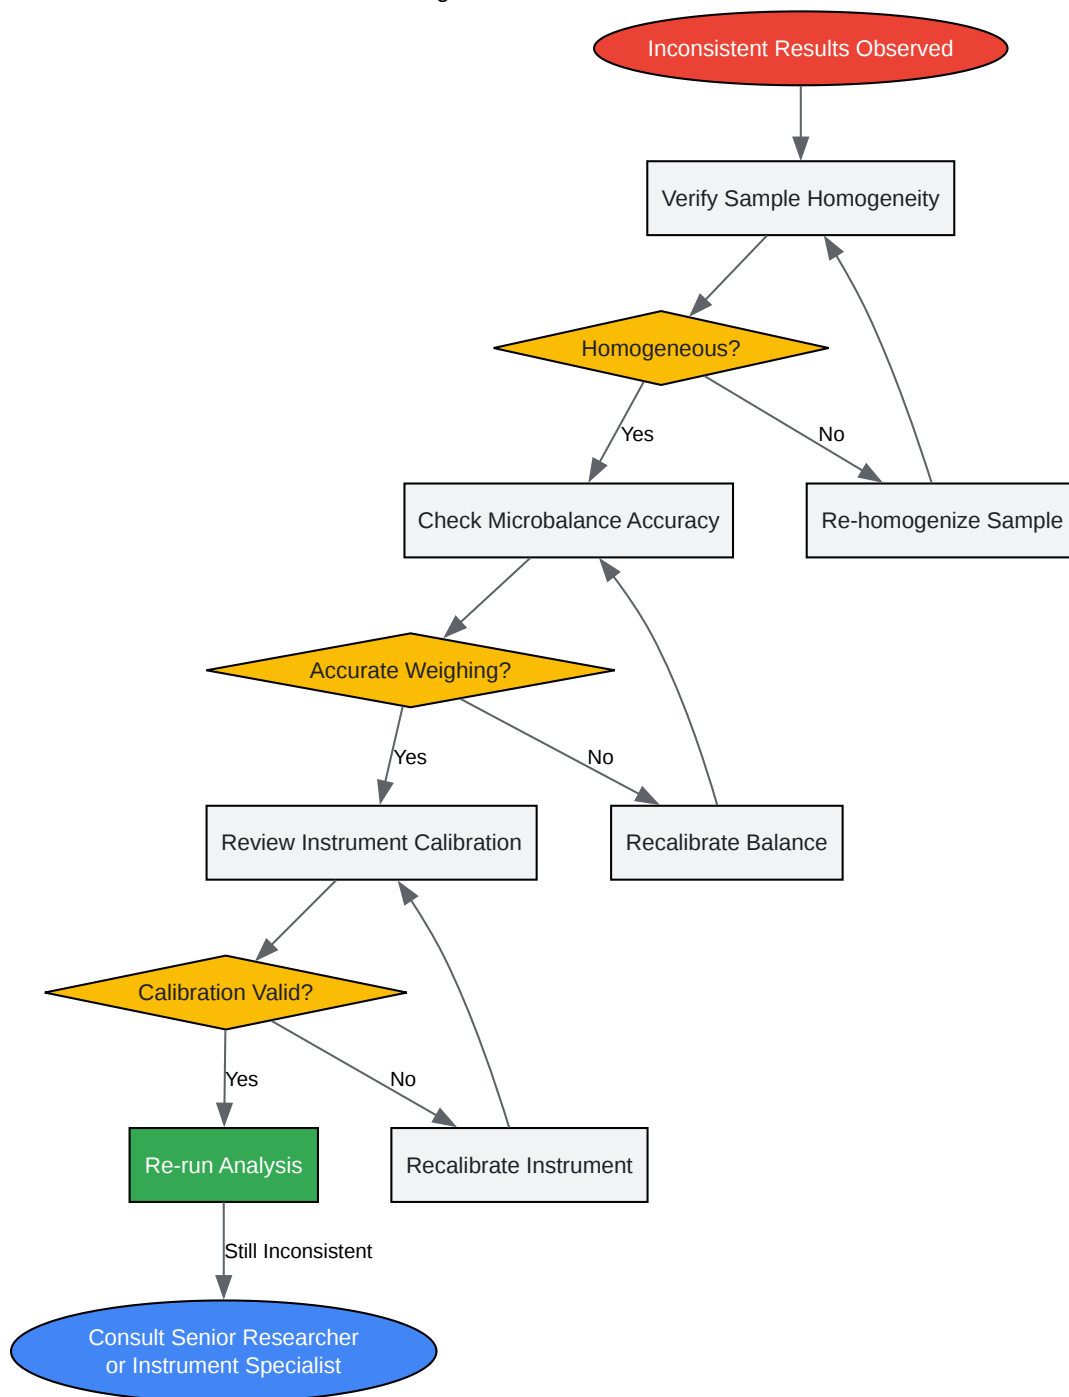 Inconsistent Results Observed
Verify Sample Homogeneity
Homogeneous?
Yes
No
Check Microbalance Accuracy
Re-homogenize Sample
Accurate Weighing?
Yes
No
Review Instrument Calibration
Recalibrate Balance
Calibration Valid?
Yes
No
Re-run Analysis
Recalibrate Instrument
Still Inconsistent
Consult Senior Researcher
or Instrument Specialist